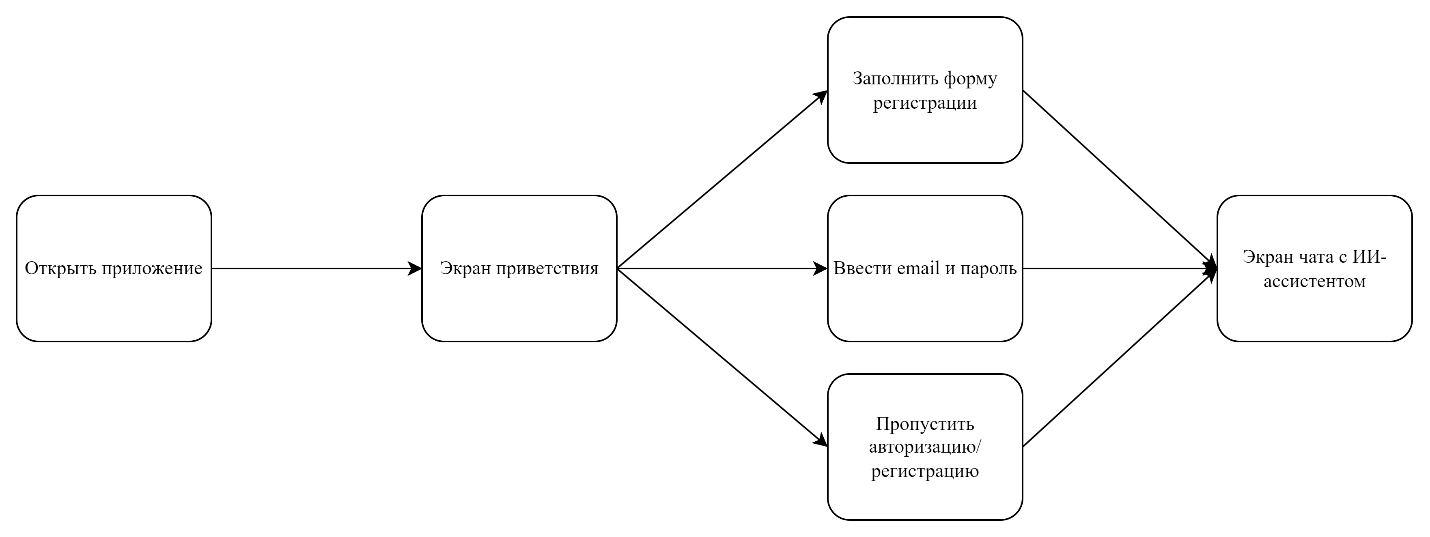 Открыть приложение
Экран приветствия
Заполнить форму
регистрации
Ввести email и пароль
Пропустить
авторизацию/
регистрацию
Экран чата с ИИ-
ассистентом